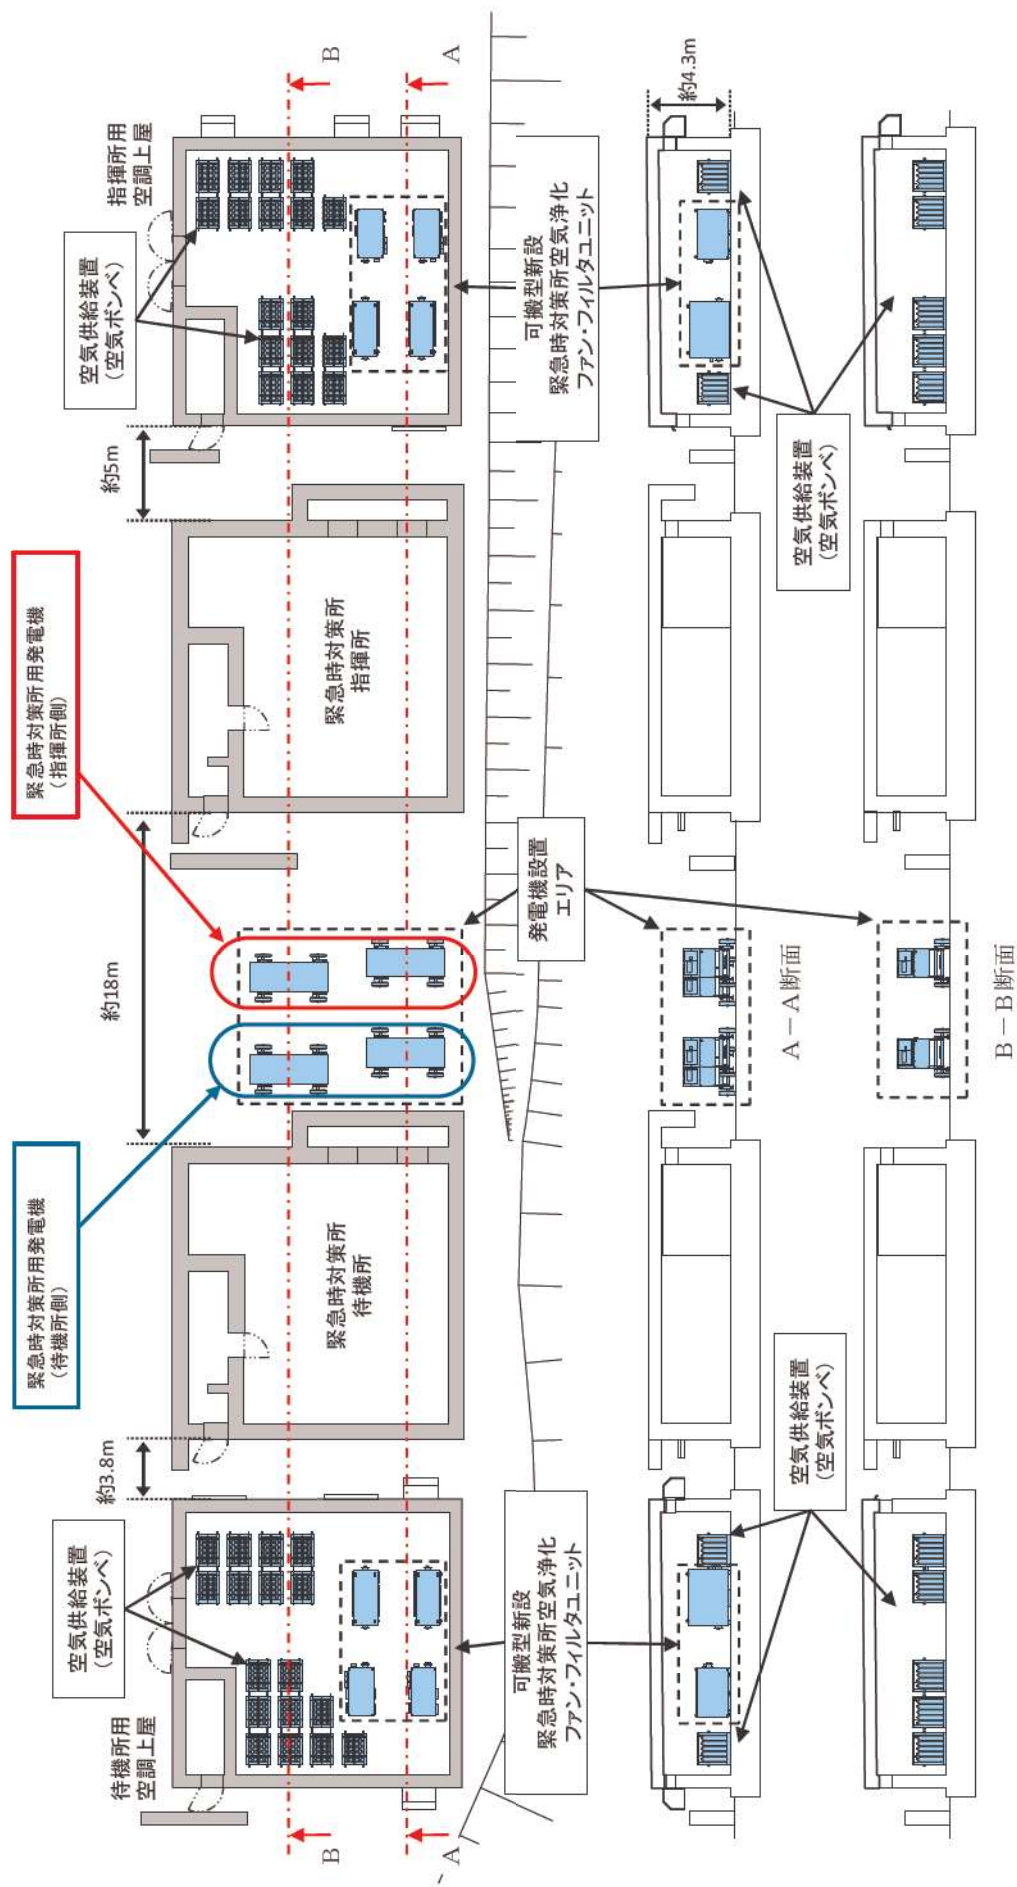 緊急時対策所用発電機
（待機所側）
緊急時対策所用発電機
（指揮所側）
待機所用
空調上屋
空気供給装置
（空気ボンベ）
約3.8m
約18m
約5m
空気供給装置
（空気ボンベ）
指揮所用
空調上屋
緊急時対策所
待機所
緊急時対策所
指揮所
B
B
A
A
可搬型新設
緊急時対策所空気浄化
ファン・フィルタユニット
発電機設置
エリア
可搬型新設
緊急時対策所空気浄化
ファン・フィルタユニット
約4.3m
A－A断面
空気供給装置
（空気ボンベ）
空気供給装置
（空気ボンベ）
B－B断面